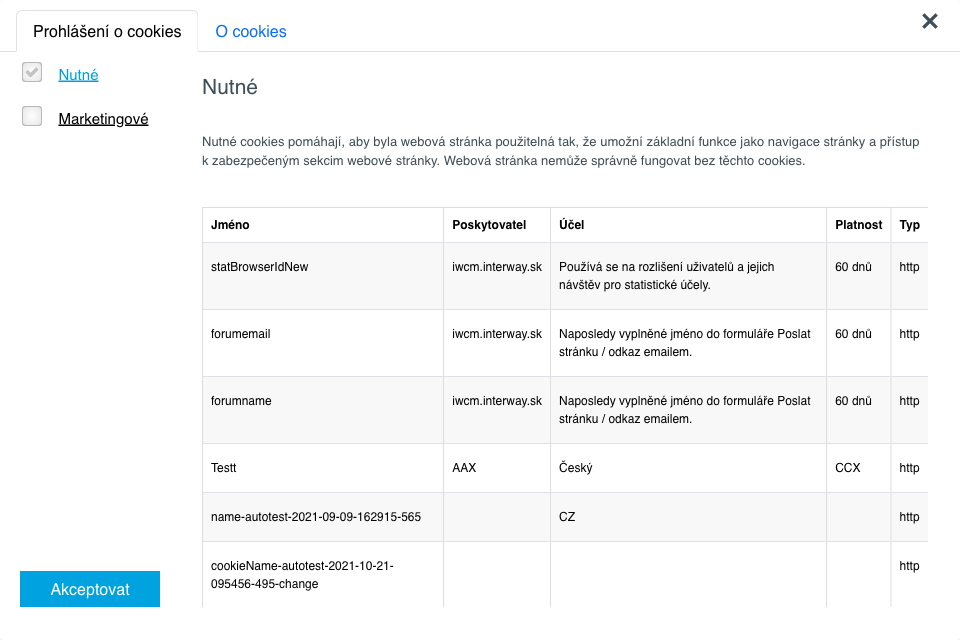 Prohlášení o cookies
O cookies
Nutné
Marketingové
Nutné
Nutné cookies pomáhají, aby byla webová stránka použitelná tak, že umožní základní funkce jako navigace stránky a přístup
k zabezpečeným sekcim webové stránky. Webová stránka nemůže správně fungovat bez těchto cookies.
Jméno Poskytovatel Účel Platnost Typ
statBrowserIdNew iwcm.interway.sk Používá se na rozlišení uživatelů a jejich 60 dnů http
návštěv pro statistické účely.
forumemail iwcm.interway.sk Naposledy vyplněné jméno do formuláře Poslat 60 dnů http
stránku / odkaz emailem.
forumname iwcm.interway.sk Naposledy vyplněné jméno do formuláře Poslat 60 dnů http
stránku / odkaz emailem.
Testt AAX Český CCX http
name-autotest-2021-09-09-162915-565 CZ http
cookieName-autotest-2021-10-21- http
095456-495-change
Akceptovat